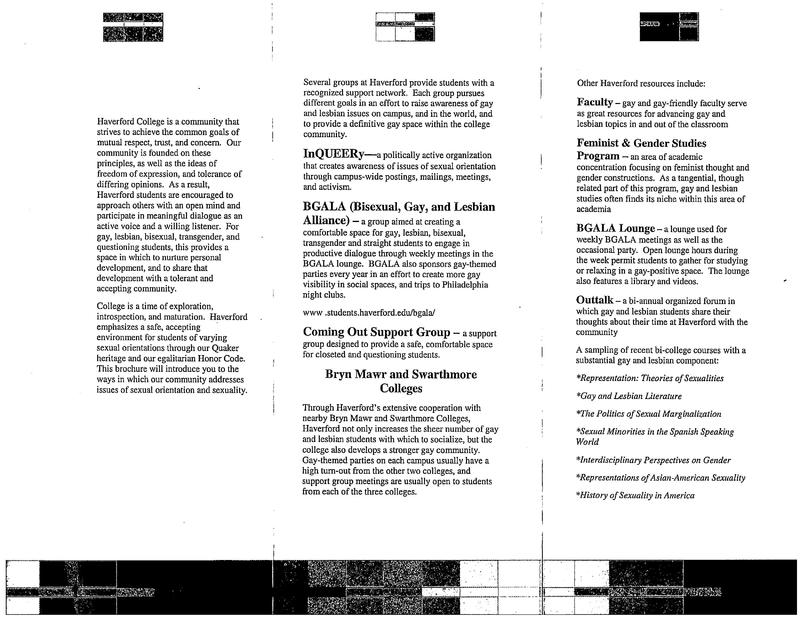 Haverford College is a community that
strives to achieve the common goals of
mutual respect, trust, and concern. Our
community is founded on these
principles, as well as the ideas of
freedom of expression, and tolerance of
differing opinions. As a result,
Haverford students are encouraged to
approach others with an open mind and
participate in meaningful dialogue as an
active voice and a willing listener. For
gay, lesbian, bisexual, transgender, and
questioning students, this provides a
space in which to nurture personal
development, and to share that
development with a tolerant and
accepting community.
College is a time of exploration,
introspection, and maturation. Haverford
emphasizes a safe, accepting
environment for students of varying
sexual orientations through our Quaker
heritage and our egalitarian Honor Code.
This brochure will introduce you to the
ways in which our community addresses
issues of sexual orientation and sexuality.
Several groups at Haverford provide students with a
recognized support network. Each group pursues
different goals in an effort to raise awareness of gay
and lesbian issues on campus, and in the world, and
to provide a definitive gay space within the college
community.
InQUEERy—a politically active organization
that creates awareness of issues of sexual orientation
through campus-wide postings, mailings, meetings,
and activism.
BGALA (Bisexual, Gay, and Lesbian
Alliance) – a group aimed at creating a
comfortable space for gay, lesbian, bisexual,
transgender and straight students to engage in
productive dialogue through weekly meetings in the
BGALA lounge. BGALA also sponsors gay-themed
parties every year in an effort to create more gay
visibility in social spaces, and trips to Philadelphia
night clubs.
www .students.haverford.edu/bgala/
Coming Out Support Group – a support
group designed to provide a safe, comfortable space
for closeted and questioning students.
Bryn Mawr and Swarthmore
Colleges
Through Haverford's extensive cooperation with
nearby Bryn Mawr and Swarthmore Colleges,
Haverford not only increases the sheer number of gay
and lesbian students with which to socialize, but the
college also develops a stronger gay community.
Gay-themed parties on each campus usually have a
high turn-out from the other two colleges, and
support group meetings are usually open to students
from each of the three colleges.
Other Haverford resources include:
Faculty – gay and gay-friendly faculty serve
as great resources for advancing gay and
lesbian topics in and out of the classroom
Feminist & Gender Studies
Program – an area of academic
concentration focusing on feminist thought and
gender constructions. As a tangential, though
related part of this program, gay and lesbian
studies often finds its niche within this area of
academia
BGALA Lounge – a lounge used for
weekly BGALA meetings as well as the
occasional party. Open lounge hours during
the week permit students to gather for studying
or relaxing in a gay-positive space. The lounge
also features a library and videos.
Outtalk – a bi-annual organized forum in
which gay and lesbian students share their
thoughts about their time at Haverford with the
community
A sampling of recent bi-college courses with a
substantial gay and lesbian component:
*Representation: Theories of Sexualities
*Gay and Lesbian Literature
*The Politics of Sexual Marginalization
*Sexual Minorities in the Spanish Speaking
World
*Interdisciplinary Perspectives on Gender
*Representations of Asian-American Sexuality
*History of Sexuality in America